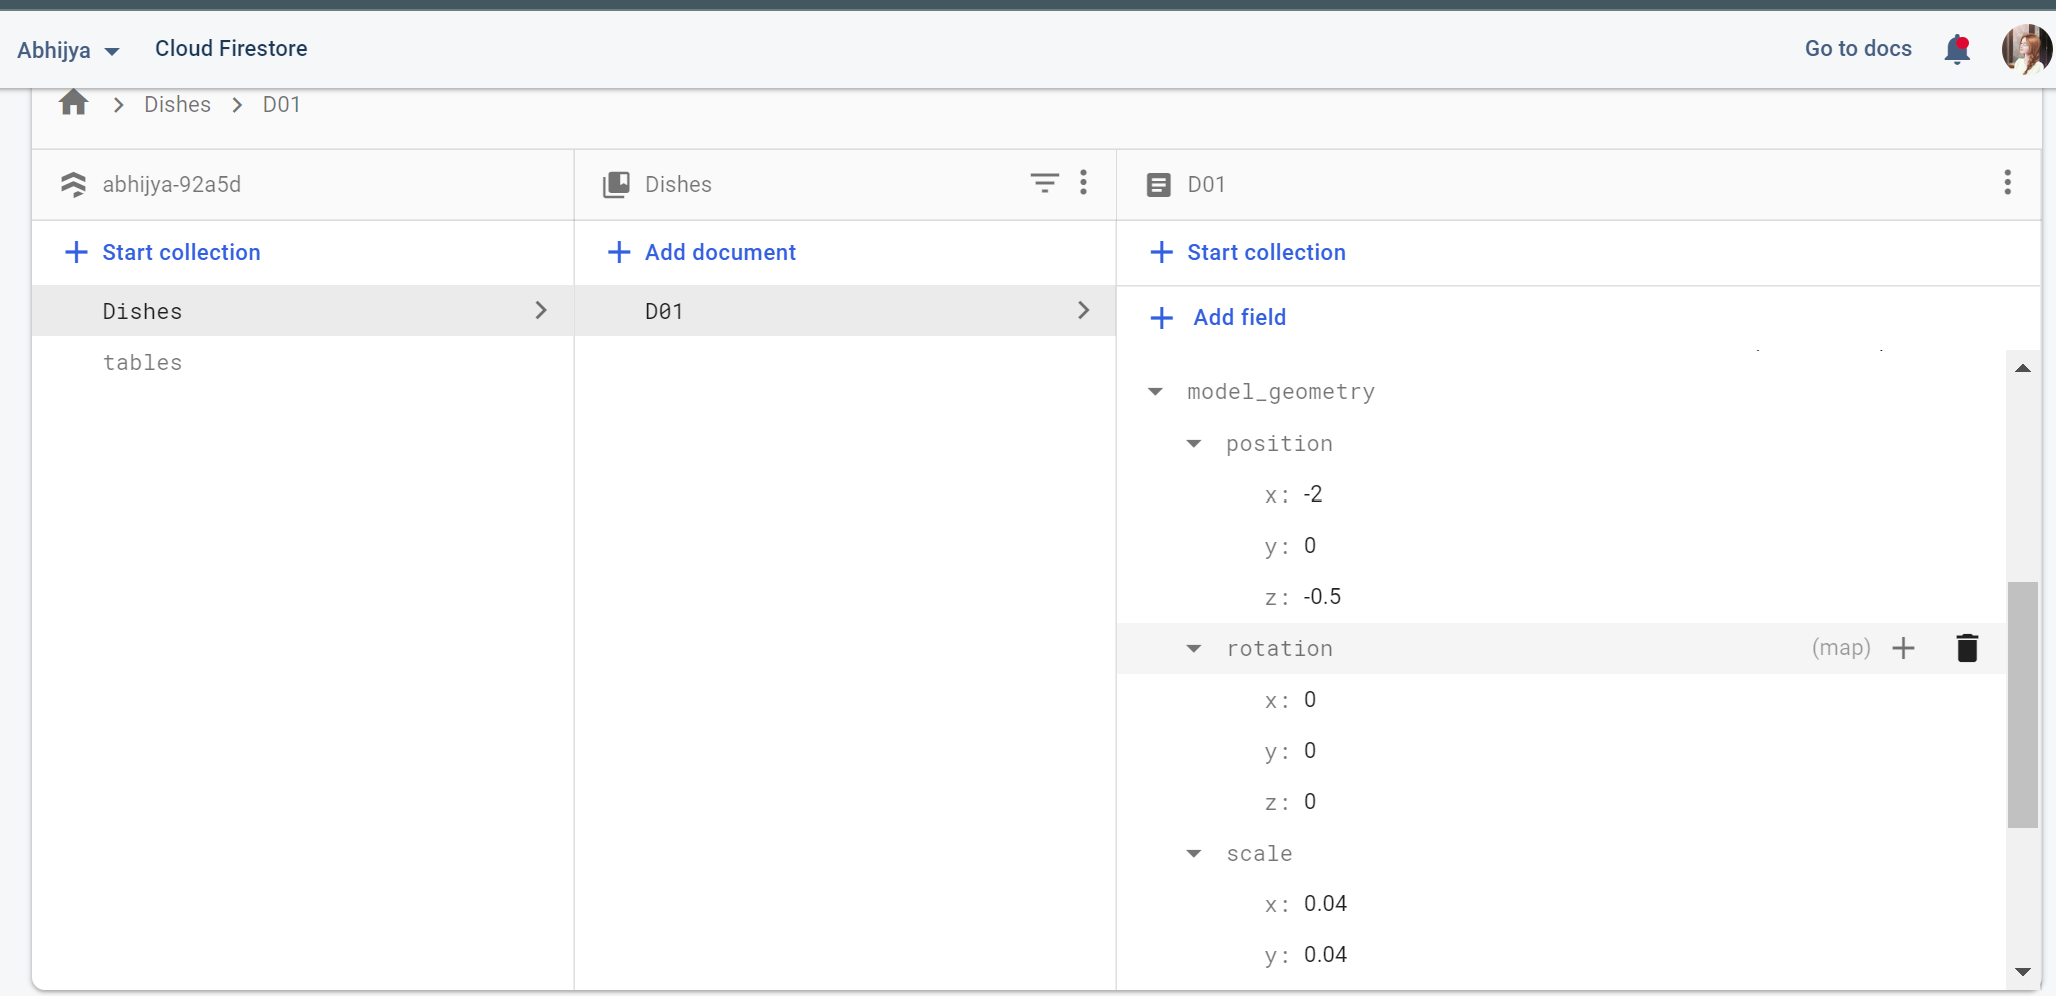 Abhijya Cloud Firestore Go to docs
Dishes D01
abhijya-92a5d Dishes D01
Start collection Add document Start collection
Dishes D01 Add field
tables
model_geometry
position
x: -2
y: 0
z: -0.5
rotation (map)
x: 0
y: 0
z: 0
scale
x: 0.04
y: 0.04